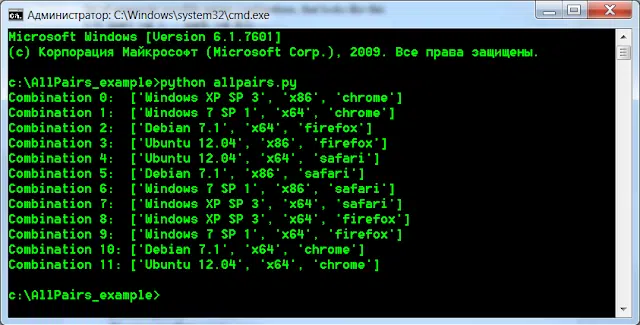 Администратор: C:\Windows\system32\cmd.exe
Microsoft Windows [Version 6.1.7601]
(c) Корпорация Майкрософт (Microsoft Corp.), 2009. Все права защищены.
c:\AllPairs_example>python allpairs.py
Combination 0:  ['Windows XP SP 3', 'x86', 'chrome']
Combination 1:  ['Windows 7 SP 1', 'x64', 'chrome']
Combination 2:  ['Debian 7.1', 'x64', 'firefox']
Combination 3:  ['Ubuntu 12.04', 'x86', 'firefox']
Combination 4:  ['Ubuntu 12.04', 'x64', 'safari']
Combination 5:  ['Debian 7.1', 'x86', 'safari']
Combination 6:  ['Windows 7 SP 1', 'x86', 'safari']
Combination 7:  ['Windows XP SP 3', 'x64', 'safari']
Combination 8:  ['Windows XP SP 3', 'x64', 'firefox']
Combination 9:  ['Windows 7 SP 1', 'x64', 'firefox']
Combination 10: ['Debian 7.1', 'x64', 'chrome']
Combination 11: ['Ubuntu 12.04', 'x64', 'chrome']
c:\AllPairs_example>